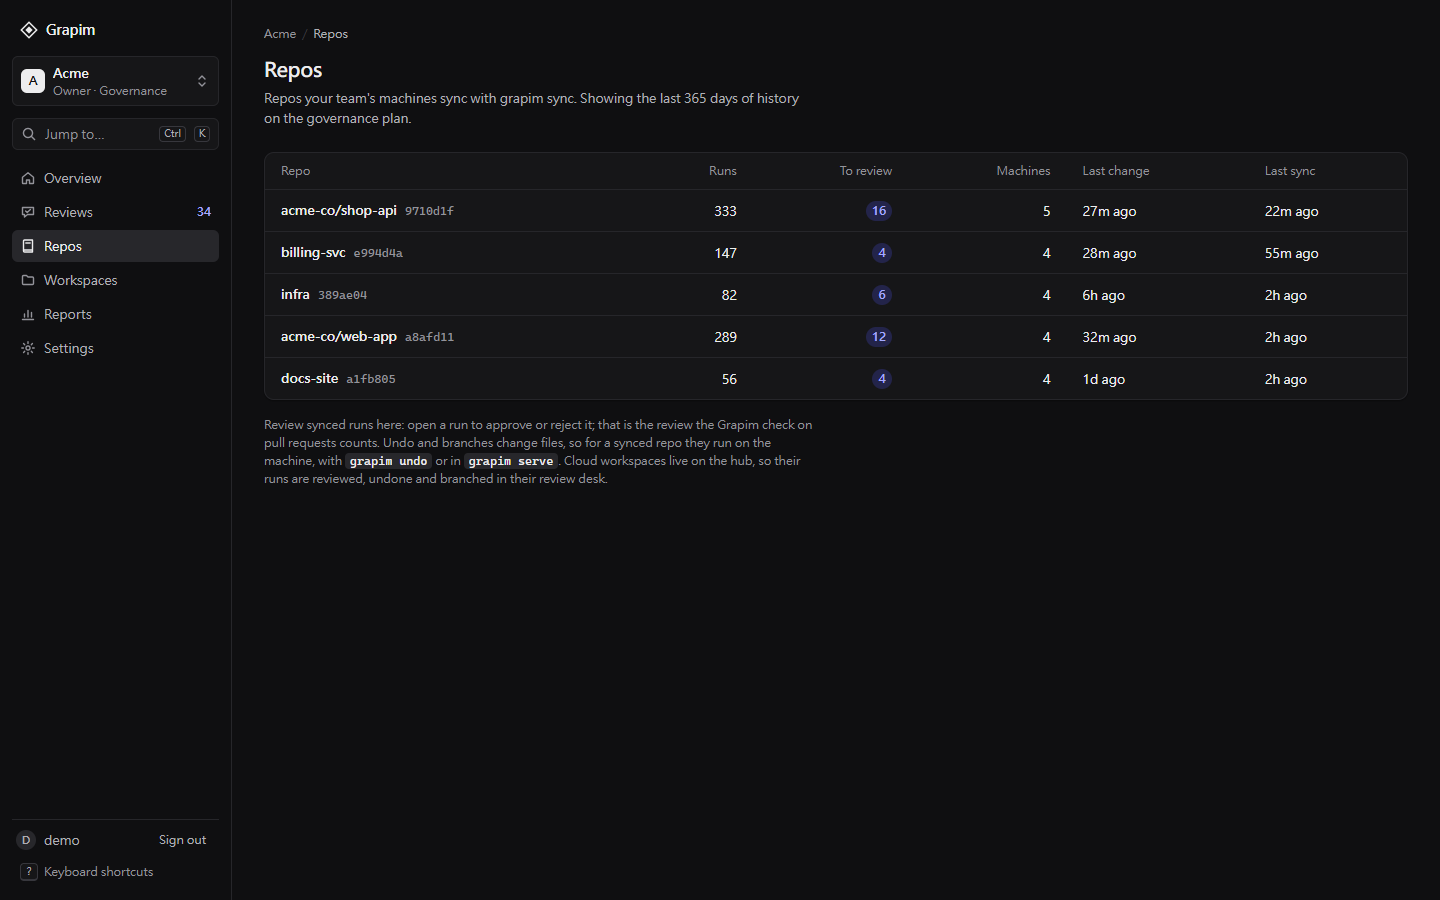 Grapim
A
Acme
Owner · Governance
Jump to...
Ctrl K
Overview
Reviews 34
Repos
Workspaces
Reports
Settings
D demo Sign out
? Keyboard shortcuts
Acme / Repos
Repos
Repos your team's machines sync with grapim sync. Showing the last 365 days of history
on the governance plan.
Repo Runs To review Machines Last change Last sync
acme-co/shop-api 9710d1f 333 16 5 27m ago 22m ago
billing-svc e994d4a 147 4 4 28m ago 55m ago
infra 389ae04 82 6 4 6h ago 2h ago
acme-co/web-app a8afd11 289 12 4 32m ago 2h ago
docs-site a1fb805 56 4 4 1d ago 2h ago
Review synced runs here: open a run to approve or reject it; that is the review the Grapim check on
pull requests counts. Undo and branches change files, so for a synced repo they run on the
machine, with grapim undo or in grapim serve. Cloud workspaces live on the hub, so their
runs are reviewed, undone and branched in their review desk.